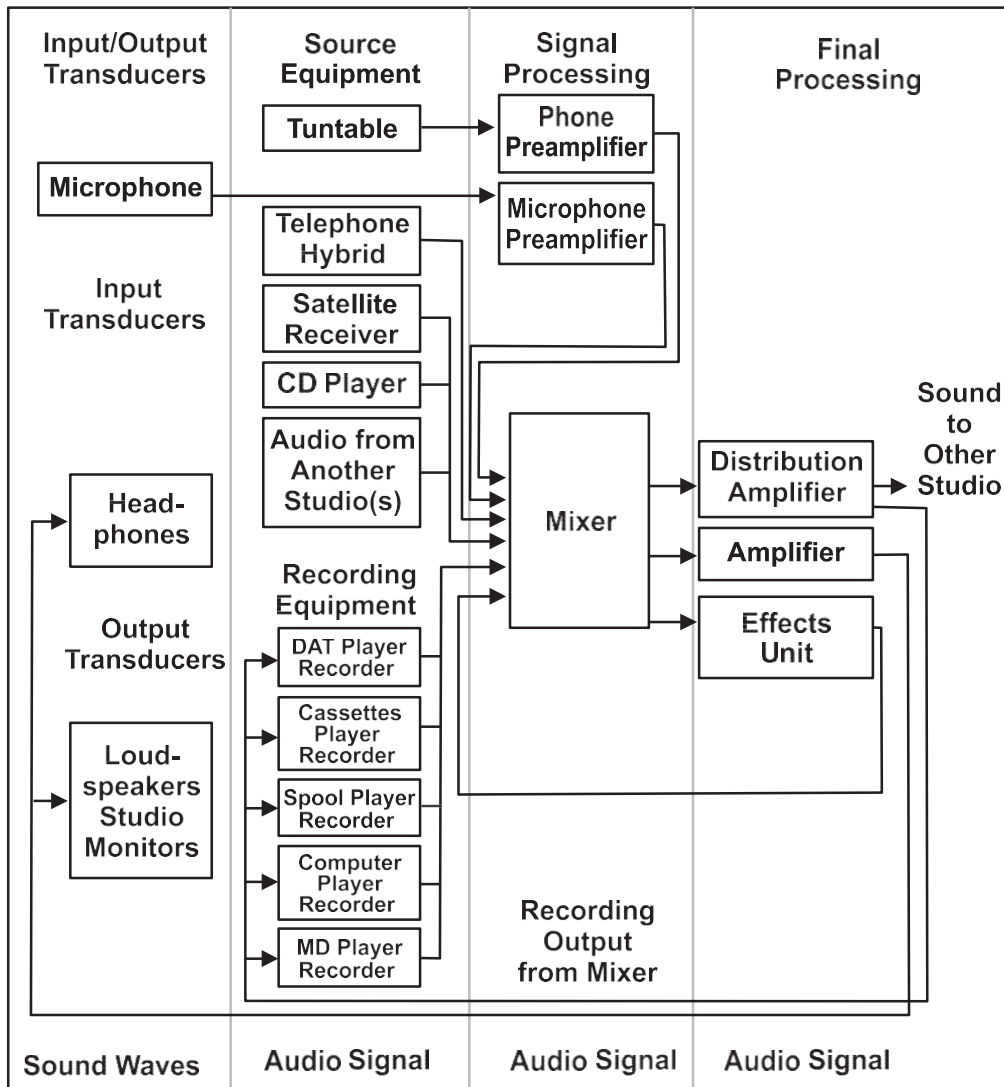 Input/Output
Transducers
Source
Equipment
Signal
Processing
Final
Processing
Tuntable
Phone
Preamplifier
Microphone
Microphone
Preamplifier
Telephone
Hybrid
Input
Transducers
Satellite
Receiver
CD Player
Audio from
Another
Studio(s)
Sound
to
Other
Studio
Distribution
Amplifier
Mixer
Head-
phones
Amplifier
Recording
Equipment
Effects
Unit
Output
Transducers
DAT Player
Recorder
Cassettes
Player
Recorder
Loud-
speakers
Studio
Monitors
Spool Player
Recorder
Computer
Player
Recorder
MD Player
Recorder
Recording
Output
from Mixer
Sound Waves
Audio Signal
Audio Signal
Audio Signal